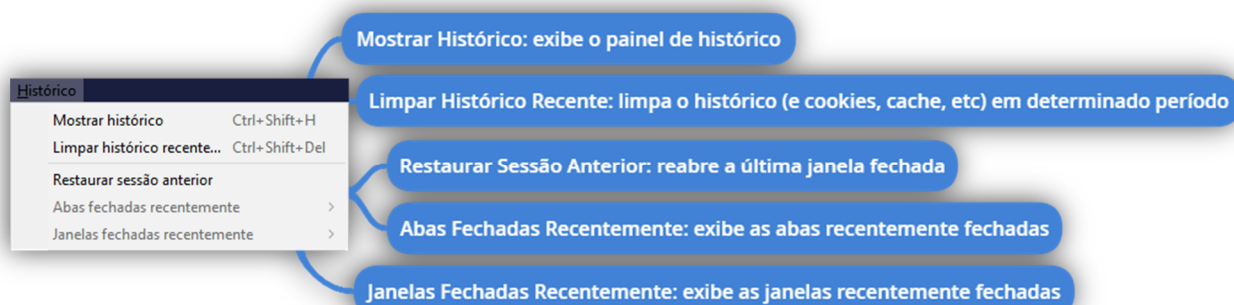 Mostrar Histórico: exibe o painel de histórico
Histórico
Limpar Histórico Recente: limpa o histórico (e cookies, cache, etc) em determinado período
Mostrar histórico Ctrl+Shift+H
Limpar histórico recente... Ctrl+Shift+Del
Restaurar Sessão Anterior: reabre a última janela fechada
Restaurar sessão anterior
Abas fechadas recentemente >
Abas Fechadas Recentemente: exibe as abas recentemente fechadas
Janelas fechadas recentemente >
Janelas Fechadas Recentemente: exibe as janelas recentemente fechadas